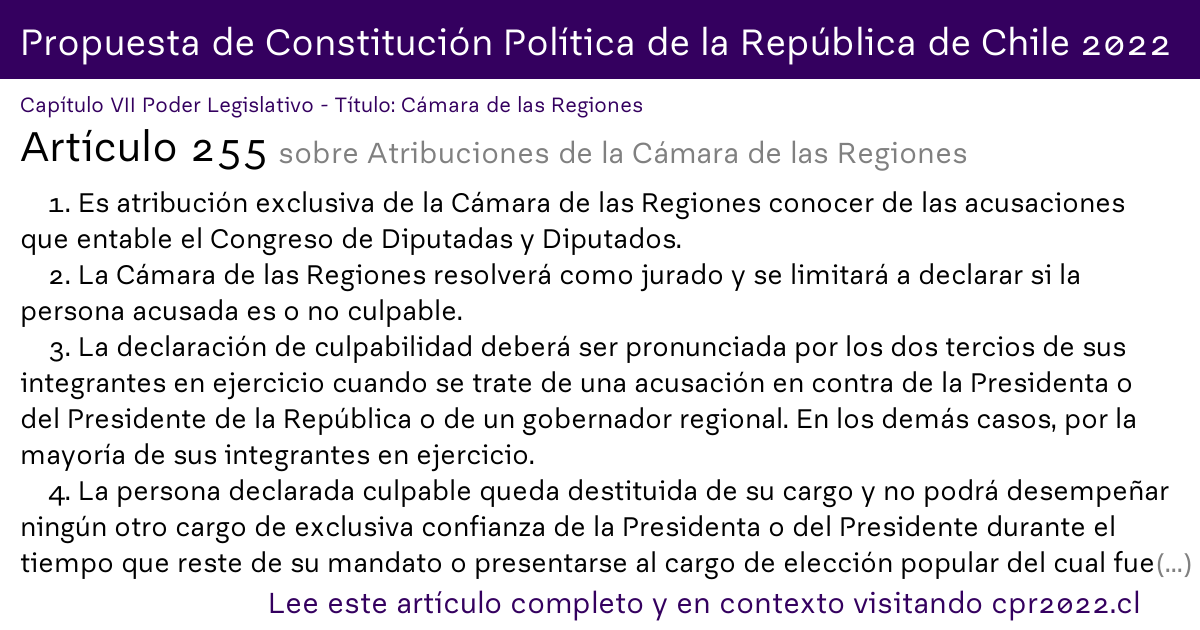 Propuesta de Constitución Política de la República de Chile 2022
Capítulo VII Poder Legislativo - Título: Cámara de las Regiones
Artículo 255 sobre Atribuciones de la Cámara de las Regiones
1. Es atribución exclusiva de la Cámara de las Regiones conocer de las acusaciones
que entable el Congreso de Diputadas y Diputados.
2. La Cámara de las Regiones resolverá como jurado y se limitará a declarar si la
persona acusada es o no culpable.
3. La declaración de culpabilidad deberá ser pronunciada por los dos tercios de sus
integrantes en ejercicio cuando se trate de una acusación en contra de la Presidenta o
del Presidente de la República o de un gobernador regional. En los demás casos, por la
mayoría de sus integrantes en ejercicio.
4. La persona declarada culpable queda destituida de su cargo y no podrá desempeñar
ningún otro cargo de exclusiva confianza de la Presidenta o del Presidente durante el
tiempo que reste de su mandato o presentarse al cargo de elección popular del cual fue(...)
Lee este artículo completo y en contexto visitando cpr2022.cl